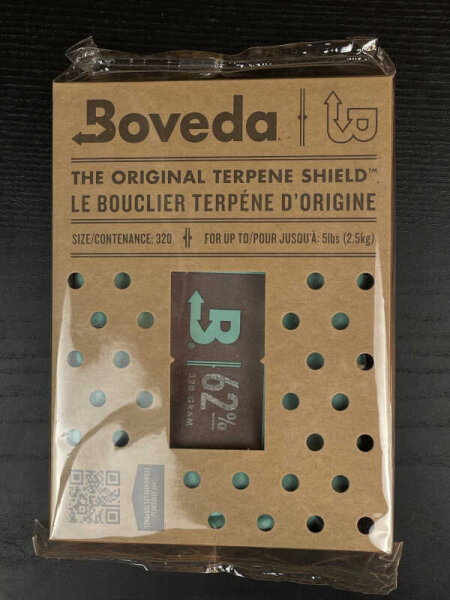 Boveda®
THE ORIGINAL TERPENE SHIELD™
LE BOUCLIER TERPÉNE D'ORIGINE
SIZE/CONTENANCE: 320 FOR UP TO/POUR JUSQU'À: 5lbs (2.5kg)
B®
62%
320 GRAM